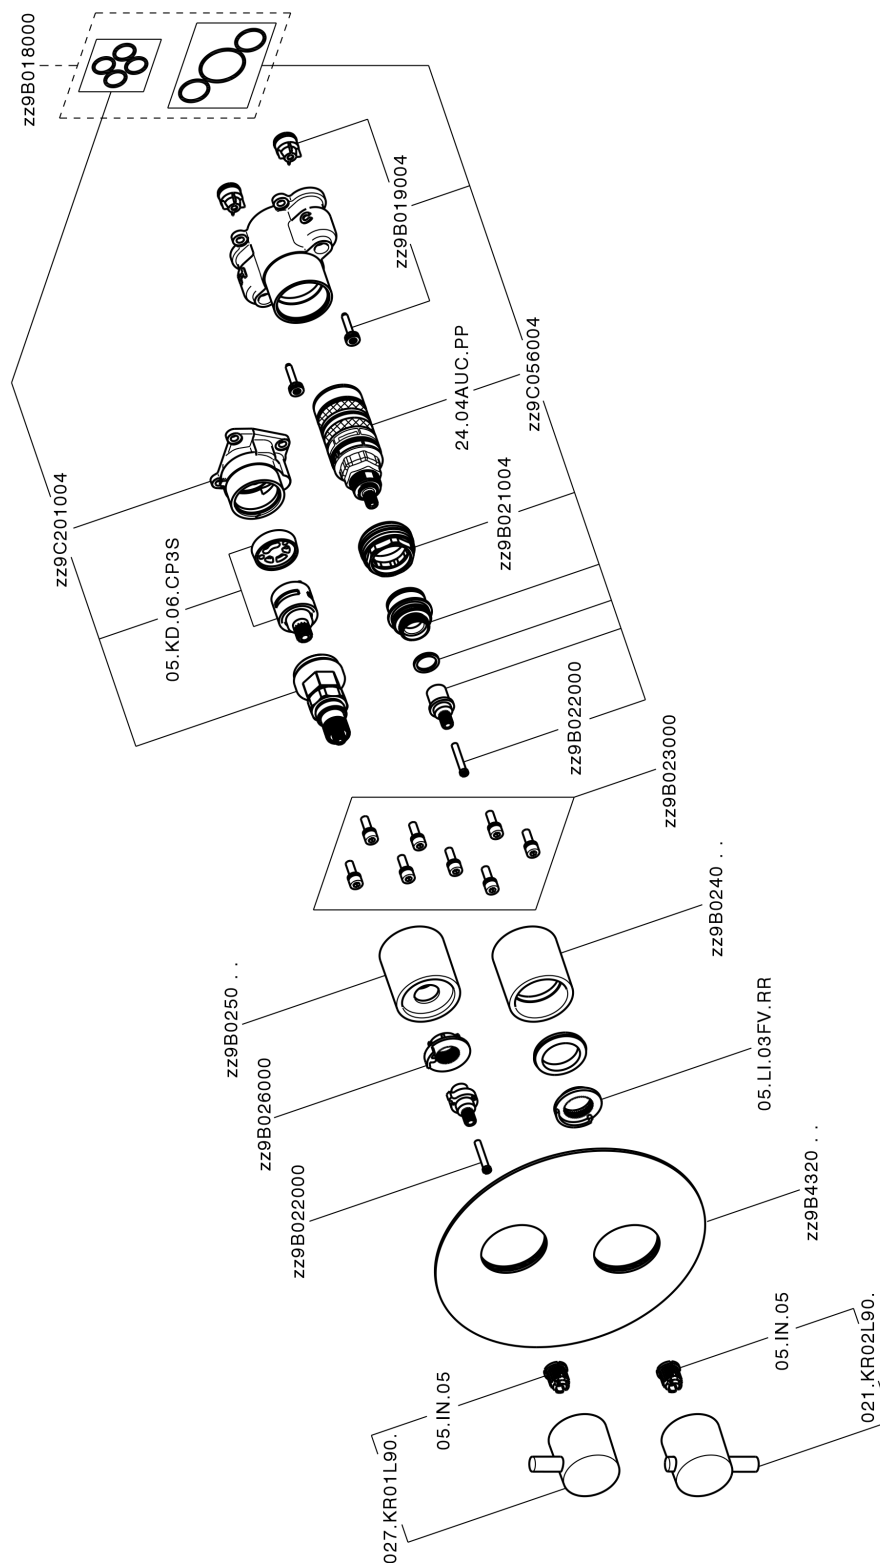 zz9B018000
zz9B019004
24.04AUC.PP
zz9C056004
zz9C201004
05.KD.06.CP3S
zz9B021004
zz9B022000
zz9B023000
zz9B0240 . .
zz9B0250 . .
05.LI.03FV.RR
zz9B026000
zz9B022000
zz9B4320 . .
05.IN.05
05.IN.05
021.KR02L90.
027.KR01L90.